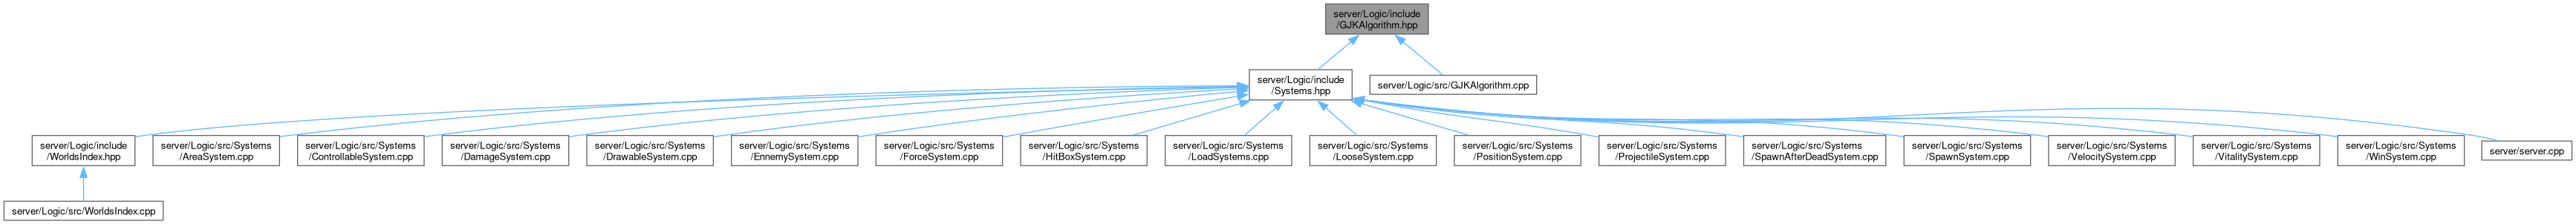 server/Logic/include
/GJKAlgorithm.hpp
server/Logic/include
/Systems.hpp
server/Logic/src/GJKAlgorithm.cpp
server/Logic/include
/WorldsIndex.hpp
server/Logic/src/Systems
/AreaSystem.cpp
server/Logic/src/Systems
/ControllableSystem.cpp
server/Logic/src/Systems
/DamageSystem.cpp
server/Logic/src/Systems
/DrawableSystem.cpp
server/Logic/src/Systems
/EnnemySystem.cpp
server/Logic/src/Systems
/ForceSystem.cpp
server/Logic/src/Systems
/HitBoxSystem.cpp
server/Logic/src/Systems
/LoadSystems.cpp
server/Logic/src/Systems
/LooseSystem.cpp
server/Logic/src/Systems
/PositionSystem.cpp
server/Logic/src/Systems
/ProjectileSystem.cpp
server/Logic/src/Systems
/SpawnAfterDeadSystem.cpp
server/Logic/src/Systems
/SpawnSystem.cpp
server/Logic/src/Systems
/VelocitySystem.cpp
server/Logic/src/Systems
/VitalitySystem.cpp
server/Logic/src/Systems
/WinSystem.cpp
server/server.cpp
server/Logic/src/WorldsIndex.cpp